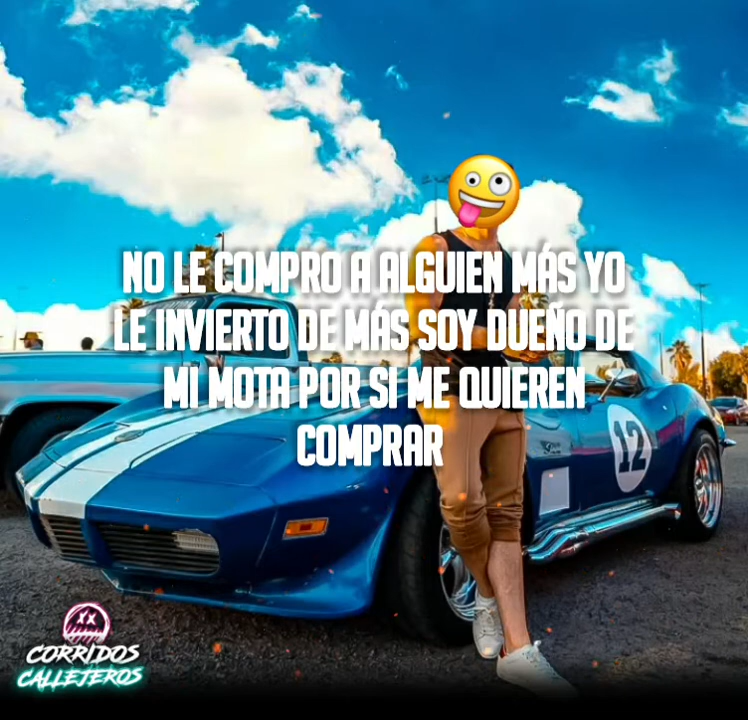 NO LE COMPRO A ALGUIEN MÁS YO
LE INVIERTO DE MÁS SOY DUEÑO DE
MI MOTA POR SI ME QUIEREN
COMPRAR
12
CORRIDOS
CALLEJEROS